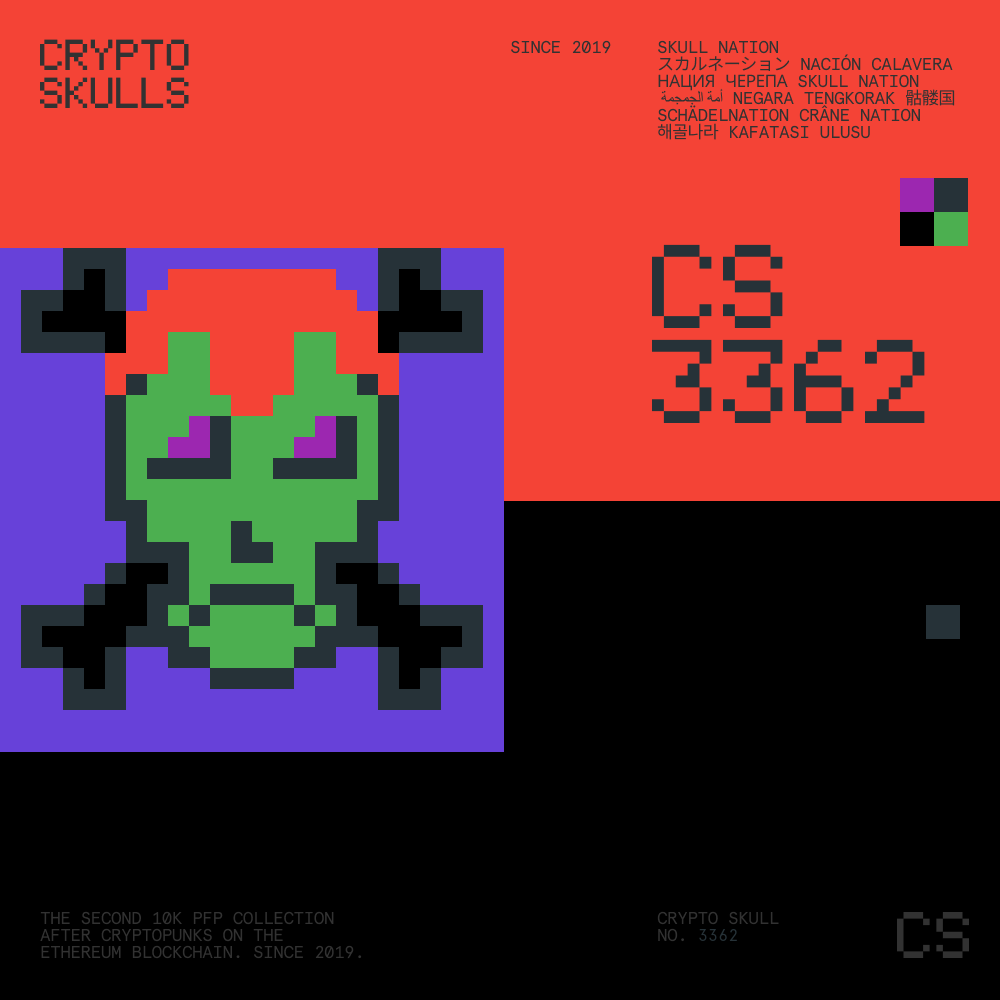 CRYPTO
SKULLS
SINCE 2019
SKULL NATION
スカルネーション NACIÓN CALAVERA
НАЦИЯ ЧЕРЕПА SKULL NATION
أمة الجمجمة NEGARA TENGKORAK 骷髅国
SCHÄDELNATION CRÂNE NATION
해골나라 KAFATASI ULUSU
CS
3362
THE SECOND 10K PFP COLLECTION
AFTER CRYPTOPUNKS ON THE
ETHEREUM BLOCKCHAIN. SINCE 2019.
CRYPTO SKULL
NO. 3362
CS